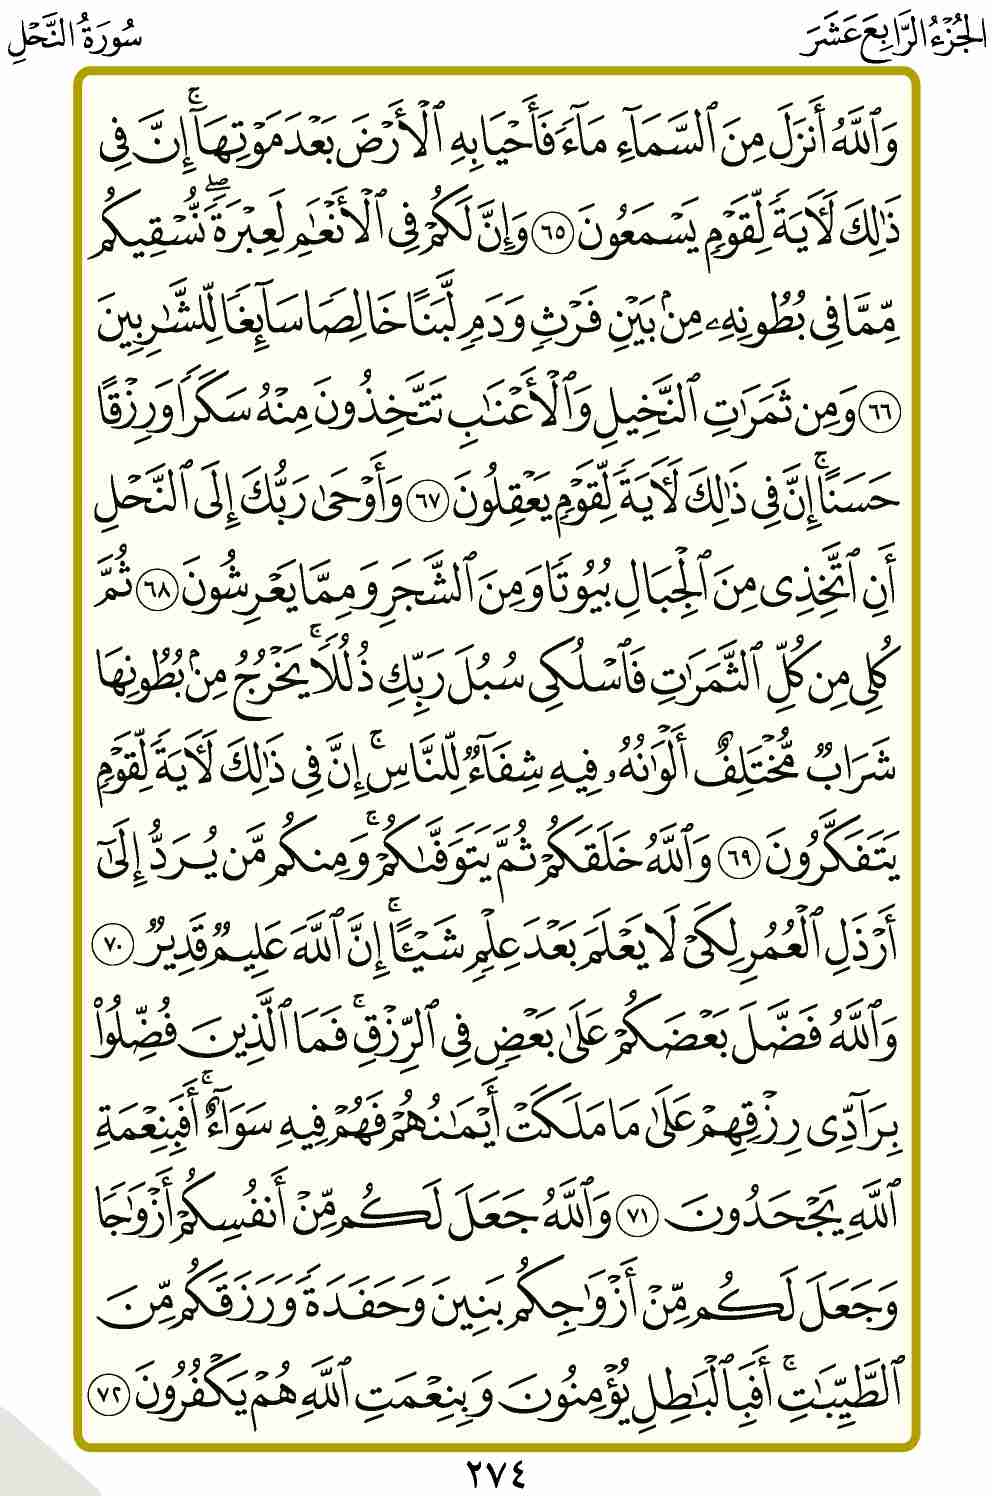 الجُزْءُ الرَّابِعَ عَشَرَ
سُورَةُ النَّحْلِ
وَٱللَّهُ أَنزَلَ مِنَ ٱلسَّمَآءِ مَآءً فَأَحْيَا بِهِ ٱلْأَرْضَ بَعْدَ مَوْتِهَآ ۚ إِنَّ فِى
ذَٰلِكَ لَءَايَةً لِّقَوْمٍ يَسْمَعُونَ ٦٥ وَإِنَّ لَكُمْ فِى ٱلْأَنْعَٰمِ لَعِبْرَةً ۖ نُّسْقِيكُم
مِّمَّا فِى بُطُونِهِۦ مِنۢ بَيْنِ فَرْثٍ وَدَمٍ لَّبَنًا خَالِصًا سَآئِغًا لِّلشَّٰرِبِينَ
٦٦ وَمِن ثَمَرَٰتِ ٱلنَّخِيلِ وَٱلْأَعْنَٰبِ تَتَّخِذُونَ مِنْهُ سَكَرًا وَرِزْقًا
حَسَنًا ۗ إِنَّ فِى ذَٰلِكَ لَءَايَةً لِّقَوْمٍ يَعْقِلُونَ ٦٧ وَأَوْحَىٰ رَبُّكَ إِلَى ٱلنَّحْلِ
أَنِ ٱتَّخِذِى مِنَ ٱلْجِبَالِ بُيُوتًا وَمِنَ ٱلشَّجَرِ وَمِمَّا يَعْرِشُونَ ٦٨ ثُمَّ
كُلِى مِن كُلِّ ٱلثَّمَرَٰتِ فَٱسْلُكِى سُبُلَ رَبِّكِ ذُلُلًا ۚ يَخْرُجُ مِنۢ بُطُونِهَا
شَرَابٌ مُّخْتَلِفٌ أَلْوَٰنُهُۥ فِيهِ شِفَآءٌ لِّلنَّاسِ ۗ إِنَّ فِى ذَٰلِكَ لَءَايَةً لِّقَوْمٍ
يَتَفَكَّرُونَ ٦٩ وَٱللَّهُ خَلَقَكُمْ ثُمَّ يَتَوَفَّىٰكُمْ ۚ وَمِنكُم مَّن يُرَدُّ إِلَىٰٓ
أَرْذَلِ ٱلْعُمُرِ لِكَىْ لَا يَعْلَمَ بَعْدَ عِلْمٍ شَيْـًٔا ۚ إِنَّ ٱللَّهَ عَلِيمٌ قَدِيرٌ ٧٠
وَٱللَّهُ فَضَّلَ بَعْضَكُمْ عَلَىٰ بَعْضٍ فِى ٱلرِّزْقِ ۚ فَمَا ٱلَّذِينَ فُضِّلُوا۟
بِرَآدِّى رِزْقِهِمْ عَلَىٰ مَا مَلَكَتْ أَيْمَٰنُهُمْ فَهُمْ فِيهِ سَوَآءٌ ۚ أَفَبِنِعْمَةِ
ٱللَّهِ يَجْحَدُونَ ٧١ وَٱللَّهُ جَعَلَ لَكُم مِّنْ أَنفُسِكُمْ أَزْوَٰجًا
وَجَعَلَ لَكُم مِّنْ أَزْوَٰجِكُم بَنِينَ وَحَفَدَةً وَرَزَقَكُم مِّنَ
ٱلطَّيِّبَٰتِ ۚ أَفَبِٱلْبَٰطِلِ يُؤْمِنُونَ وَبِنِعْمَتِ ٱللَّهِ هُمْ يَكْفُرُونَ ٧٢
٢٧٤